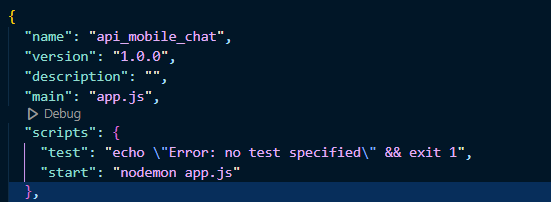 {
"name": "api_mobile_chat",
"version": "1.0.0",
"description": "",
"main": "app.js",
Debug
"scripts": {
"test": "echo \"Error: no test specified\" && exit 1",
"start": "nodemon app.js"
},